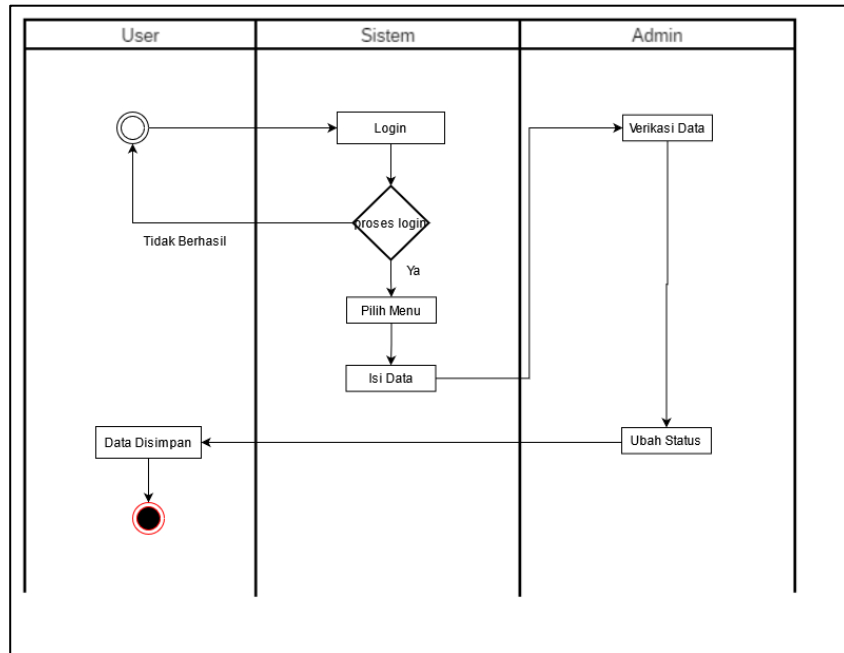 User
Sistem
Admin
Login
Verikasi Data
proses login
Tidak Berhasil
Ya
Pilih Menu
Isi Data
Data Disimpan
Ubah Status